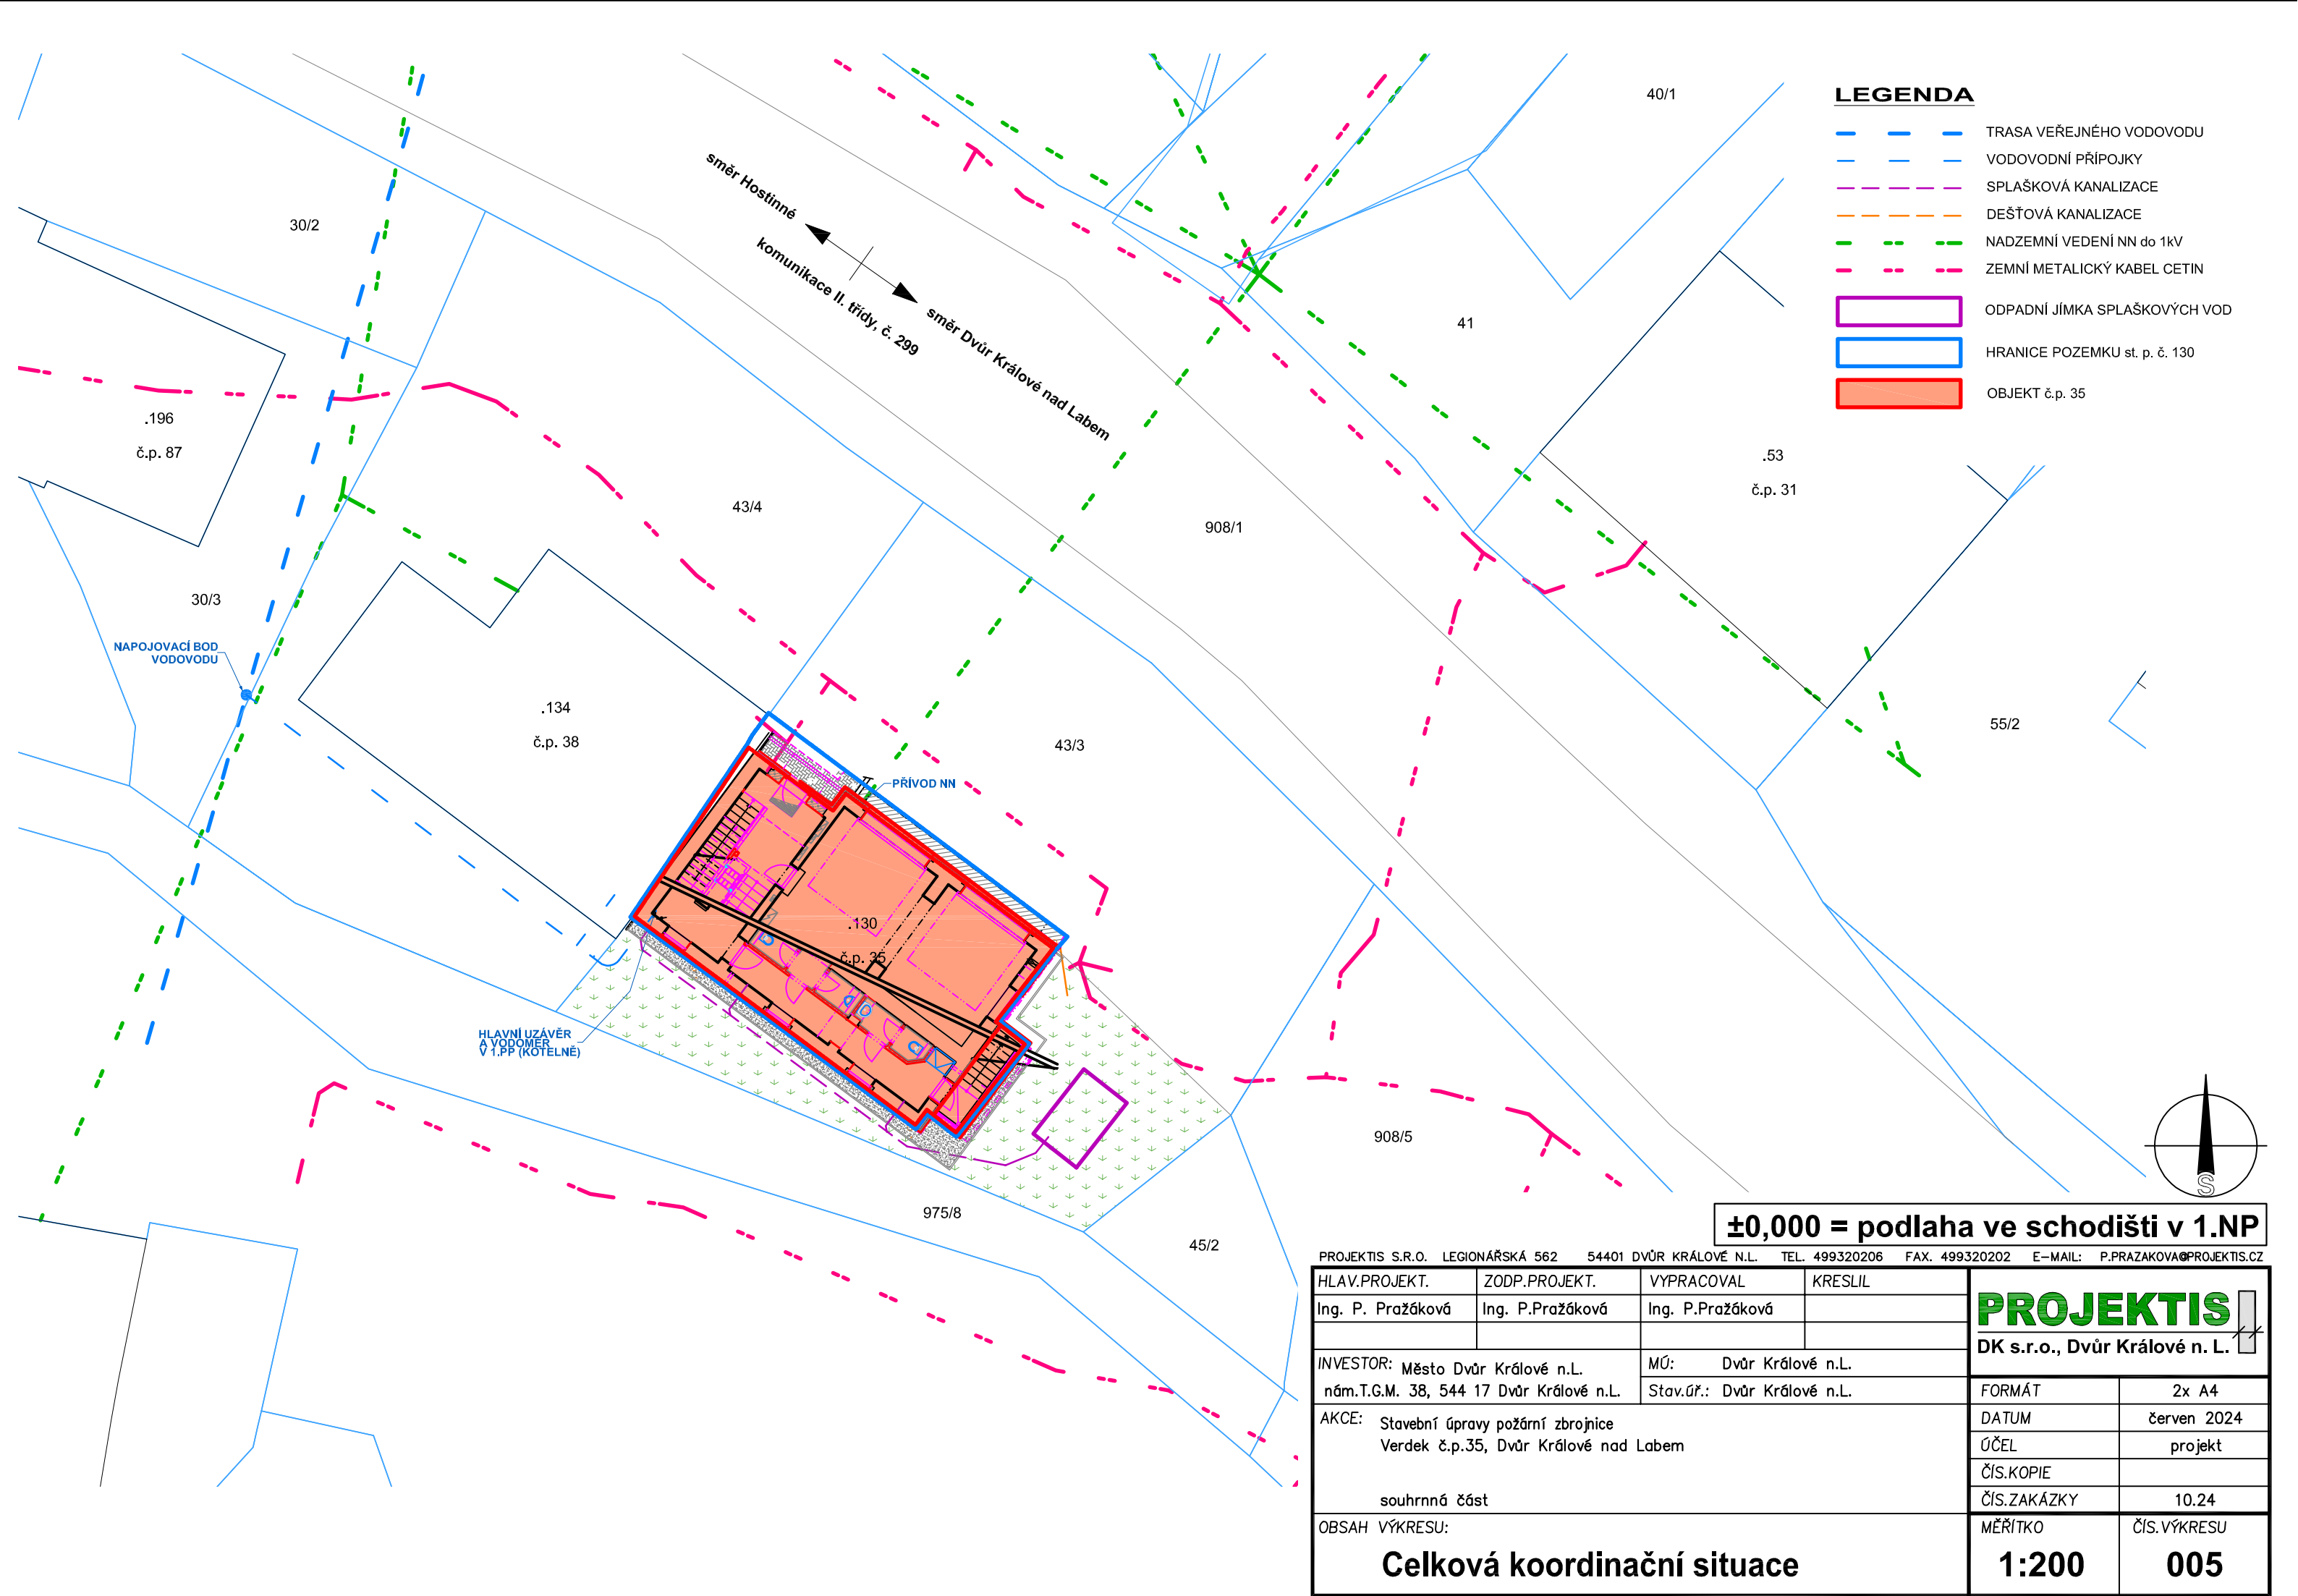 LEGENDA
TRASA VEŘEJNÉHO VODOVODU
VODOVODNÍ PŘÍPOJKY
SPLAŠKOVÁ KANALIZACE
DEŠŤOVÁ KANALIZACE
NADZEMNÍ VEDENÍ NN do 1kV
ZEMNÍ METALICKÝ KABEL CETIN
ODPADNÍ JÍMKA SPLAŠKOVÝCH VOD
HRANICE POZEMKU st. p. č. 130
OBJEKT č.p. 35
40/1
30/2
směr Hostinné
komunikace II. třídy, č. 299
směr Dvůr Králové nad Labem
41
.196
č.p. 87
.53
č.p. 31
43/4
908/1
30/3
NAPOJOVACÍ BOD
VODOVODU
.134
č.p. 38
43/3
55/2
PŘÍVOD NN
.130
č.p. 35
HLAVNÍ UZÁVĚR
A VODOMĚR
V 1.PP (KOTELNĚ)
908/5
975/8
45/2
S
±0,000 = podlaha ve schodišti v 1.NP
PROJEKTIS S.R.O. LEGIONÁŘSKÁ 562 54401 DVŮR KRÁLOVÉ N.L. TEL. 499320206 FAX. 499320202 E-MAIL: P.PRAZAKOVA@PROJEKTIS.CZ
HLAV.PROJEKT. ZODP.PROJEKT. VYPRACOVAL KRESLIL
Ing. P. Pražáková Ing. P.Pražáková Ing. P.Pražáková
PROJEKTIS
DK s.r.o., Dvůr Králové n. L.
INVESTOR: Město Dvůr Králové n.L.
nám.T.G.M. 38, 544 17 Dvůr Králové n.L.
MÚ: Dvůr Králové n.L.
Stav.úř.: Dvůr Králové n.L.
FORMÁT 2x A4
DATUM červen 2024
ÚČEL projekt
ČÍS.KOPIE
ČÍS.ZAKÁZKY 10.24
AKCE: Stavební úpravy požární zbrojnice
Verdek č.p.35, Dvůr Králové nad Labem
souhrnná část
OBSAH VÝKRESU:
Celková koordinační situace
MĚŘÍTKO ČÍS.VÝKRESU
1:200 005